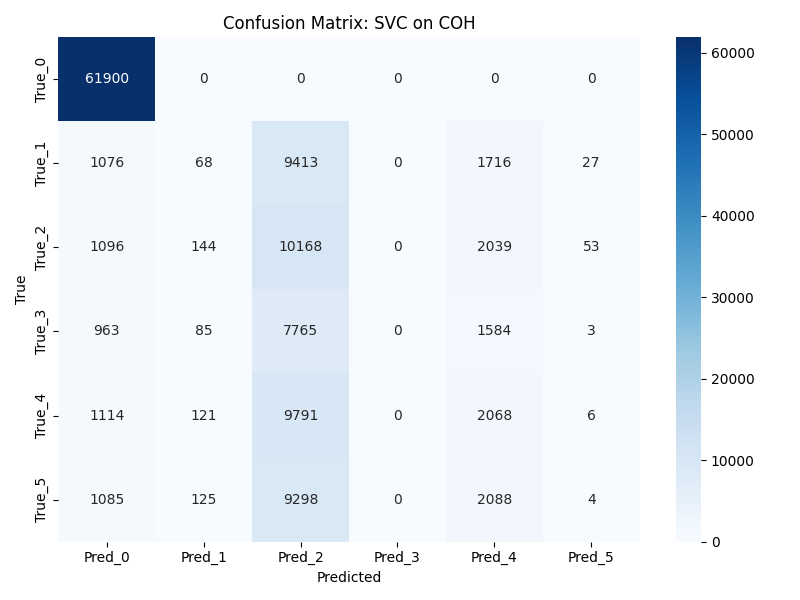 Confusion Matrix: SVC on COH
True
True_0 61900 0 0 0 0 0
True_1 1076 68 9413 0 1716 27
True_2 1096 144 10168 0 2039 53
True_3 963 85 7765 0 1584 3
True_4 1114 121 9791 0 2068 6
True_5 1085 125 9298 0 2088 4
Pred_0 Pred_1 Pred_2 Pred_3 Pred_4 Pred_5
Predicted
60000
50000
40000
30000
20000
10000
0